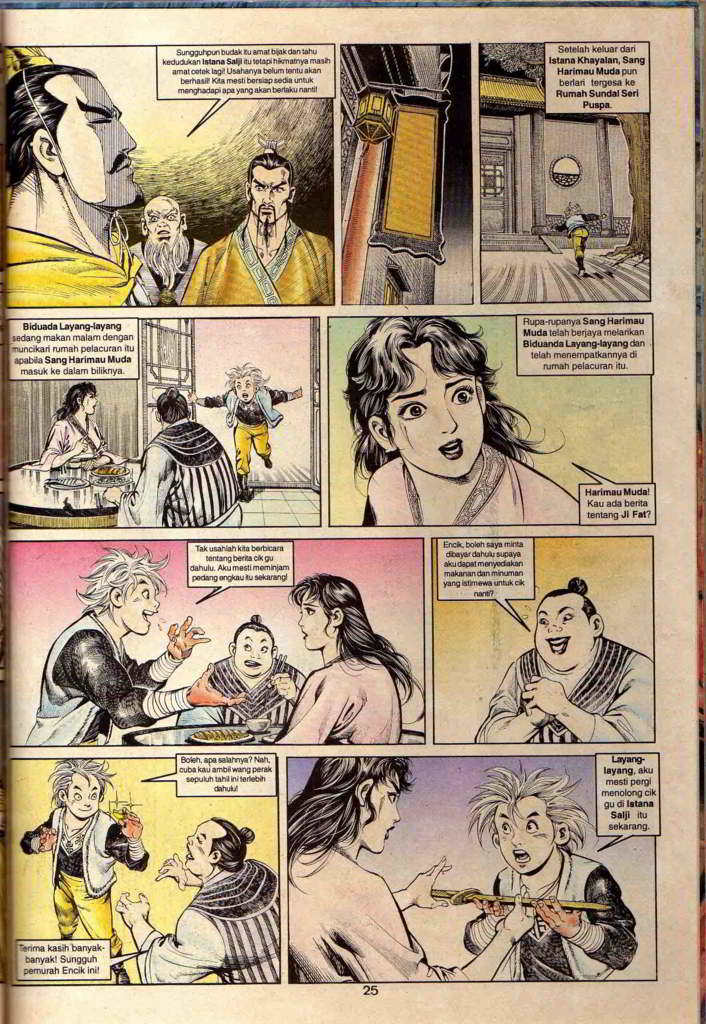 Sungguhpun budak itu amat bijak dan tahu
kedudukan Istana Salji itu tetapi hikmatnya masih
amat cetek lagi! Usahanya belum tentu akan
berhasil! Kita mesti bersiap sedia untuk
menghadapi apa yang akan berlaku nanti!
Setelah keluar dari
Istana Khayalan, Sang
Harimau Muda pun
berlari tergesa ke
Rumah Sundal Seri
Puspa.
Biduada Layang-layang
sedang makan malam dengan
muncikari rumah pelacuran itu
apabila Sang Harimau Muda
masuk ke dalam biliknya.
Rupa-rupanya Sang Harimau
Muda telah berjaya melarikan
Biduanda Layang-layang dan
telah menempatkannya di
rumah pelacuran itu.
Harimau Muda!
Kau ada berita
tentang Ji Fat?
Tak usahlah berbicara
tentang berita cik gu
dahulu. Aku mesti meminjam
pedang engkau itu sekarang!
Encik, boleh saya minta
dibayar dahulu supaya
aku dapat menyediakan
makanan dan minuman
yang istimewa untuk cik
nanti?
Boleh, apa salahnya? Nah,
cuba kau ambil wang perak
sepuluh tahil ini terlebih
dahulu!
Terima kasih banyak-
banyak! Sungguh
pemurah Encik ini!
Layang-
layang, aku
mesti pergi
menolong cik
gu di Istana
Salji itu
sekarang.
25